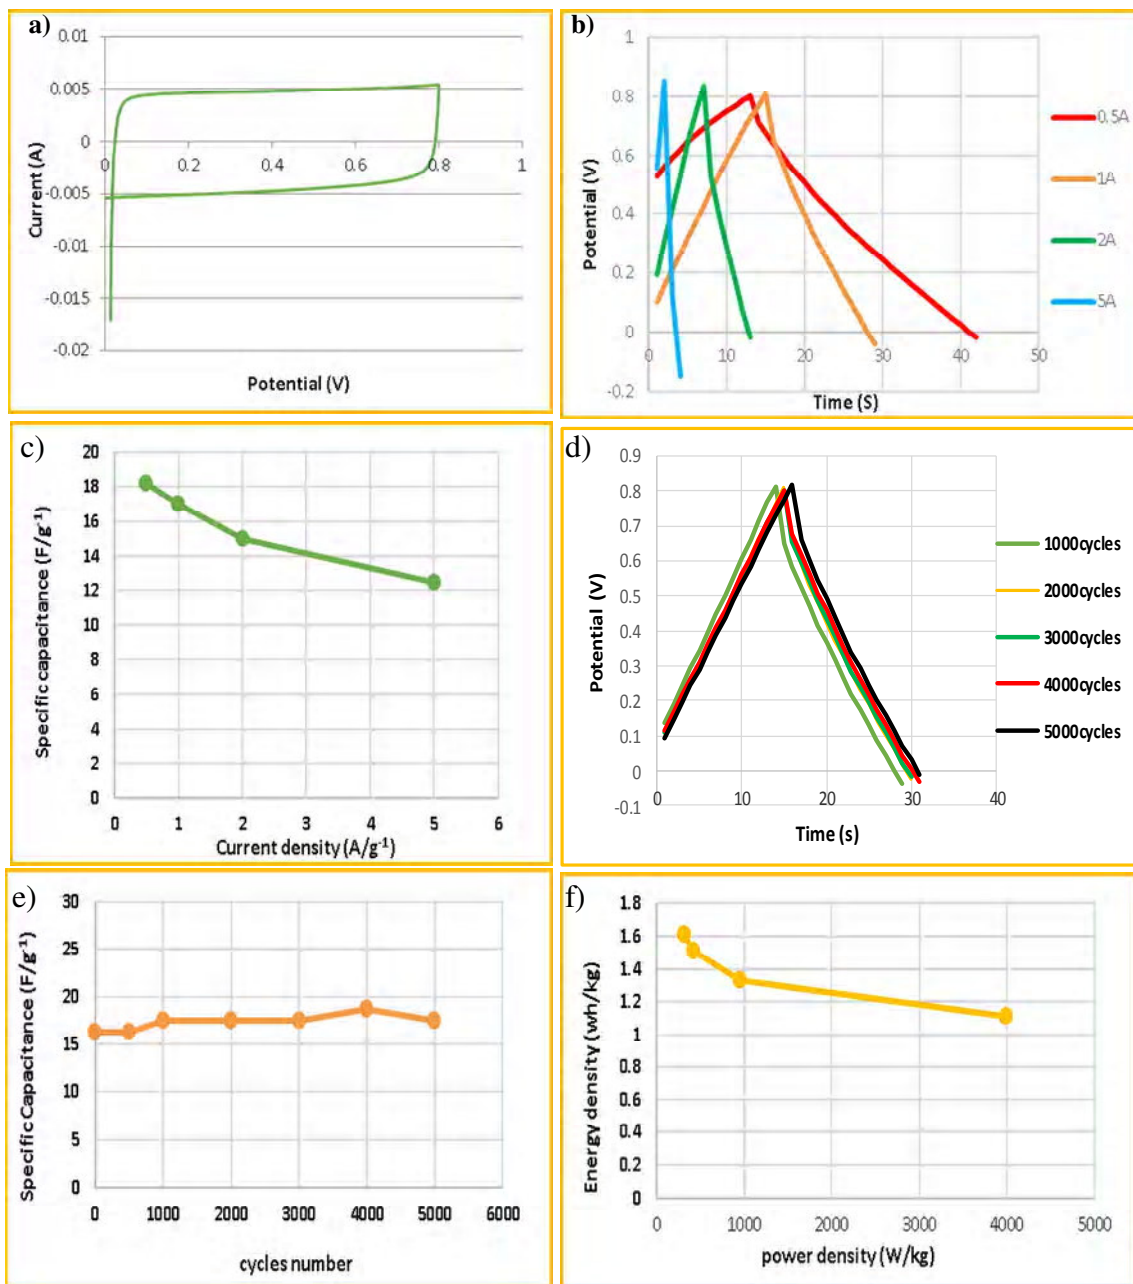 a)
0.01
0.005
0
-0.005
-0.01
-0.015
-0.02
0 0.2 0.4 0.6 0.8 1
Current (A)
Potential (V)
b)
1
0.8
0.6
0.4
0.2
0
-0.2
0 10 20 30 40 50
Potential (V)
Time (S)
0.5A
1A
2A
5A
c)
20
18
16
14
12
10
8
6
4
2
0
0 1 2 3 4 5 6
Specific capacitance (F/g-1)
Current density (A/g-1)
d)
0.9
0.8
0.7
0.6
0.5
0.4
0.3
0.2
0.1
0
-0.1
0 10 20 30 40
Potential (V)
Time (s)
1000cycles
2000cycles
3000cycles
4000cycles
5000cycles
e)
30
25
20
15
10
5
0
0 1000 2000 3000 4000 5000 6000
Specific Capacitance (F/g-1)
cycles number
f)
1.8
1.6
1.4
1.2
1
0.8
0.6
0.4
0.2
0
0 1000 2000 3000 4000 5000
Energy density (wh/kg)
power density (W/kg)